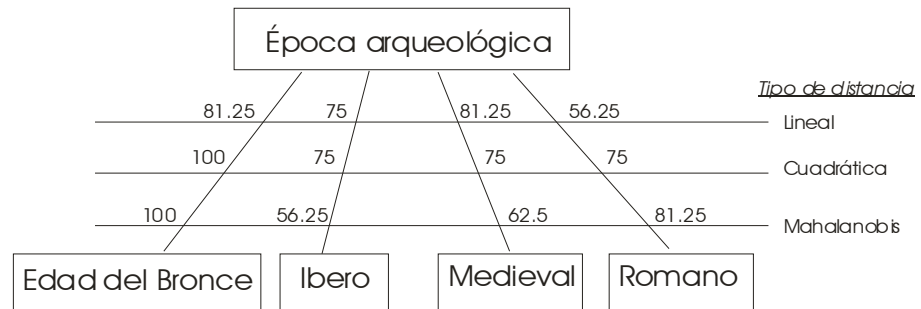 Época arqueológica
Tipo de distancia
81.25 75 81.25 56.25
Lineal
100 75 75 75
Cuadrática
100 56.25 62.5 81.25
Mahalanobis
Edad del Bronce Ibero Medieval Romano